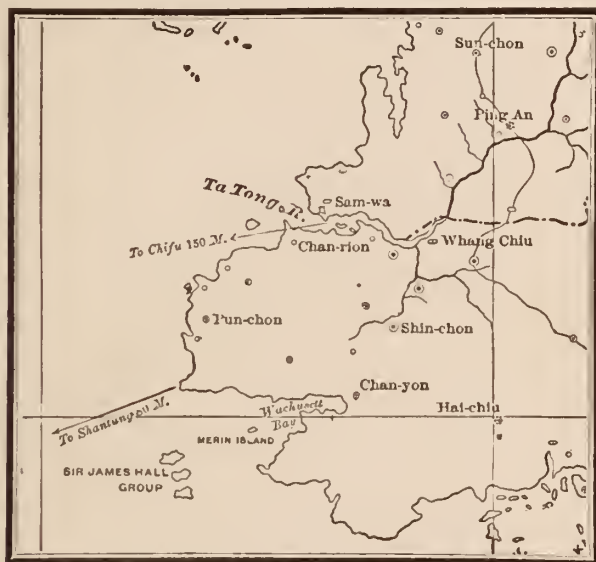 Sun-chon
Ping An
Ta Tong R.
Sam-wa
To Chifu 150 M.
Chan-rion
Whang Chiu
Pun-chon
Shin-chon
Chan-yon
Wachusett
Bay
Hai-chiu
To Shantung M.
MERIN ISLAND
SIR JAMES HALL
GROUP